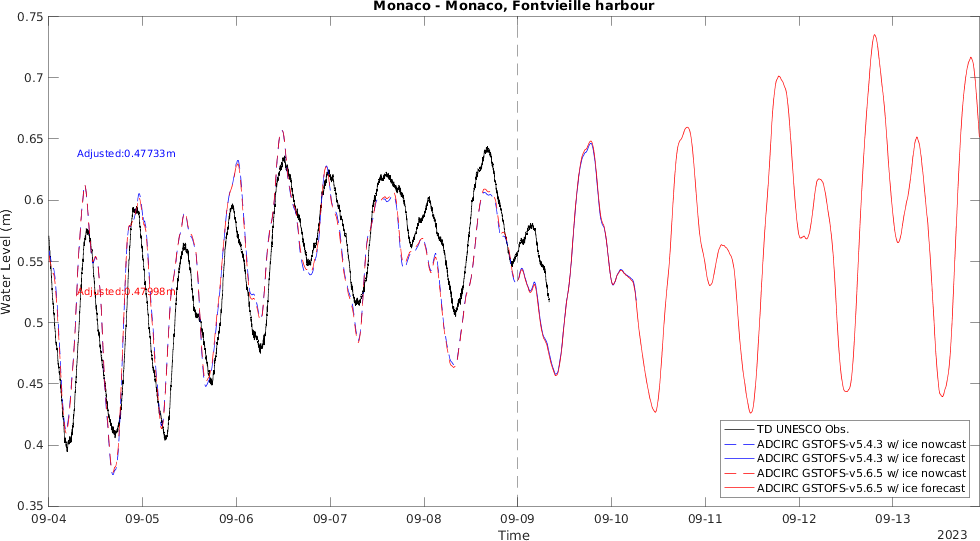 Monaco - Monaco, Fontvieille harbour
0.75
0.7
0.65
0.6
0.55
0.5
0.45
0.4
0.35
Water Level (m)
Adjusted:0.47733m
Adjusted:0.47998m
TD UNESCO Obs.
ADCIRC GSTOFS-v5.4.3 w/ ice nowcast
ADCIRC GSTOFS-v5.4.3 w/ ice forecast
ADCIRC GSTOFS-v5.6.5 w/ ice nowcast
ADCIRC GSTOFS-v5.6.5 w/ ice forecast
09-04 09-05 09-06 09-07 09-08 09-09 09-10 09-11 09-12 09-13
Time
2023